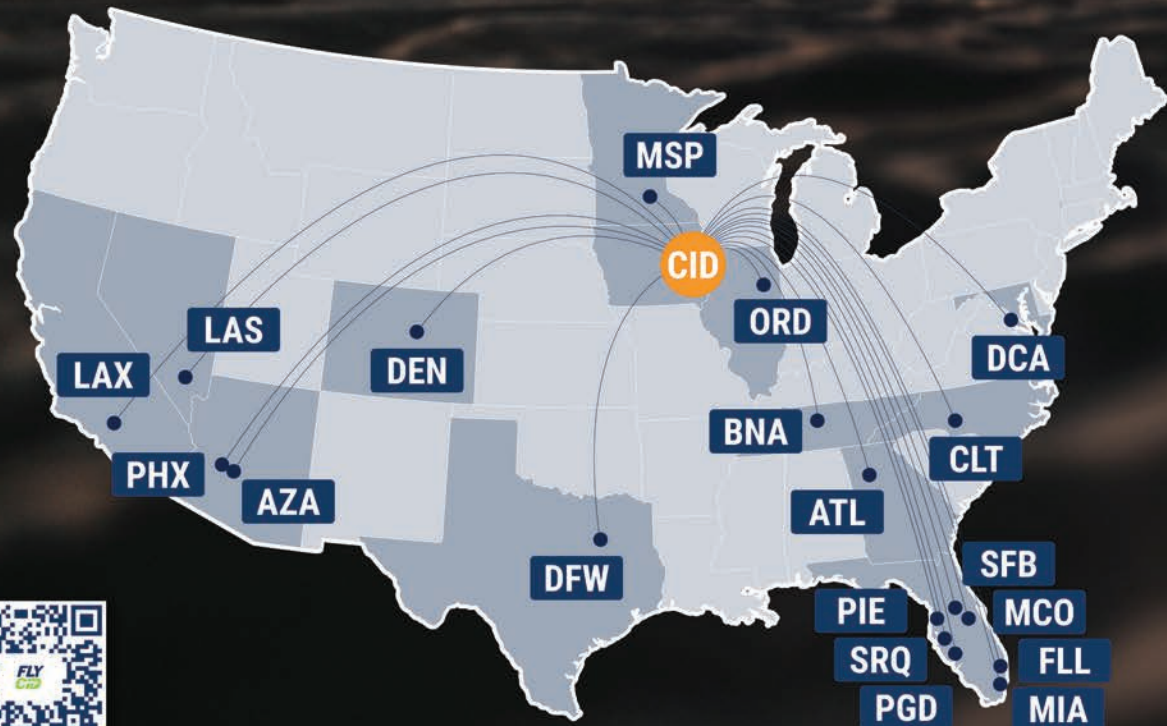 MSP
CID
ORD
LAS
DEN
LAX
DCA
BNA
CLT
PHX
AZA
ATL
DFW
SFB
PIE
MCO
SRQ
FLL
PGD
MIA
FLY